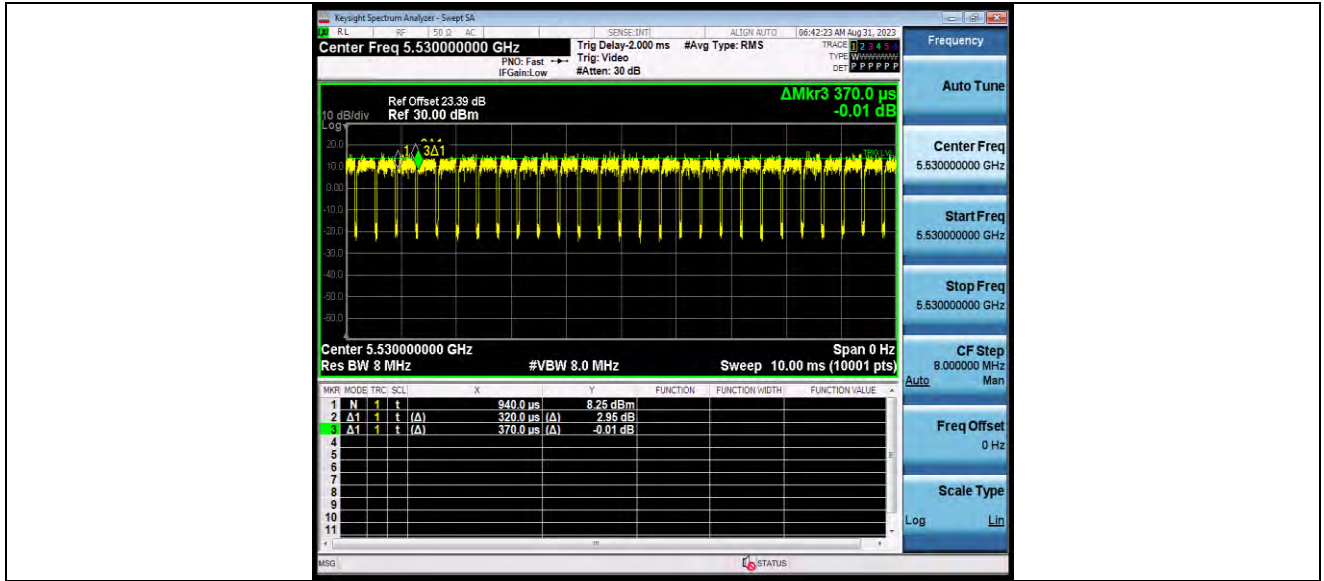 Keysight Spectrum Analyzer - Swept SA
RL RF 50 Ω AC SENSE:INT ALIGN AUTO 06:42:23 AM Aug 31, 2023
Center Freq 5.530000000 GHz
PNO: Fast
IFGain:Low
Trig Delay-2.000 ms
Trig: Video
#Atten: 30 dB
#Avg Type: RMS
TRACE 1 2 3 4 5 6
TYPE WWWWWW
DET P P P P P P
Ref Offset 23.39 dB
10 dB/div Ref 30.00 dBm
Log
ΔMkr3 370.0 µs
-0.01 dB
20.0
10.0
0.00
-10.0
-20.0
-30.0
-40.0
-50.0
-60.0
3Δ1
TRIG LVL
Center 5.530000000 GHz Span 0 Hz
Res BW 8 MHz #VBW 8.0 MHz Sweep 10.00 ms (10001 pts)
MKR MODE TRC SCL X Y FUNCTION FUNCTION WIDTH FUNCTION VALUE
1 N 1 t 940.0 µs 8.25 dBm
2 Δ1 1 t (Δ) 320.0 µs (Δ) 2.95 dB
3 Δ1 1 t (Δ) 370.0 µs (Δ) -0.01 dB
4
5
6
7
8
9
10
11
MSG STATUS
Frequency
Auto Tune
Center Freq
5.530000000 GHz
Start Freq
5.530000000 GHz
Stop Freq
5.530000000 GHz
CF Step
8.000000 MHz
Auto Man
Freq Offset
0 Hz
Scale Type
Log Lin